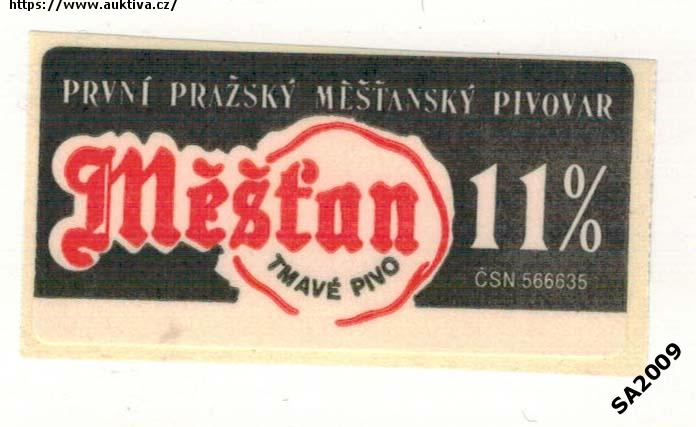 https://www.auktiva.cz/
PRVNÍ PRAŽSKÝ MĚŠŤANSKÝ PIVOVAR
Měšťan
11%
TMAVÉ PIVO
ČSN 566635
SA2009